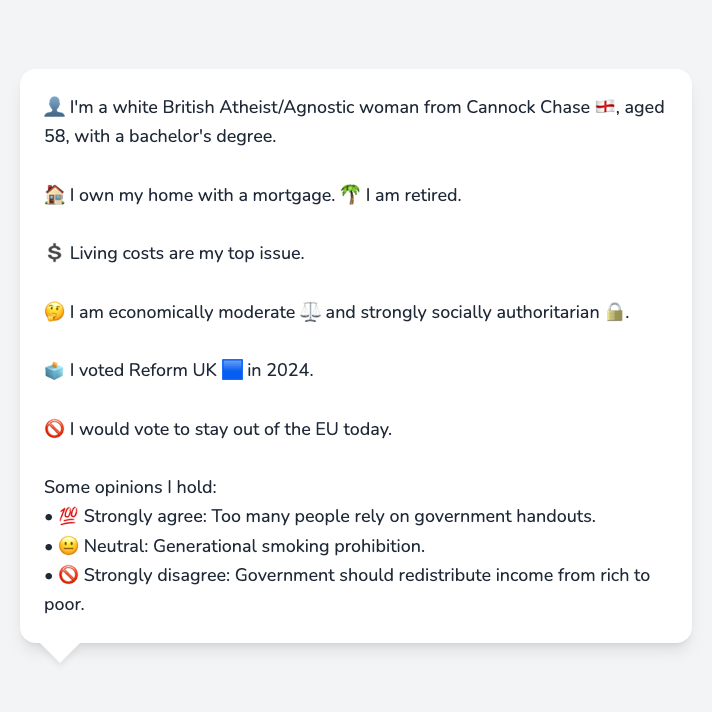 👤 I'm a white British Atheist/Agnostic woman from Cannock Chase 🏴󠁧󠁢󠁥󠁮󠁧󠁿, aged
58, with a bachelor's degree.
🏠 I own my home with a mortgage. 🌴 I am retired.
💲 Living costs are my top issue.
🤔 I am economically moderate ⚖️ and strongly socially authoritarian 🔒.
🗳️ I voted Reform UK 🟦 in 2024.
🚫 I would vote to stay out of the EU today.
Some opinions I hold:
• 💯 Strongly agree: Too many people rely on government handouts.
• 😐 Neutral: Generational smoking prohibition.
• 🚫 Strongly disagree: Government should redistribute income from rich to
poor.